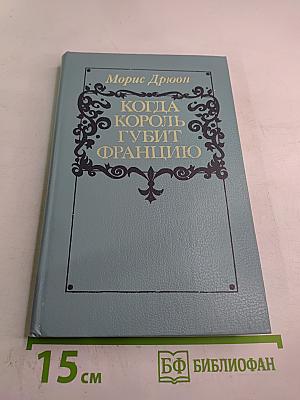 Морис Дрюон
КОГДА
КОРОЛЬ
ГУБИТ
ФРАНЦИЮ
15 см
БФ
БИБЛИОФАН